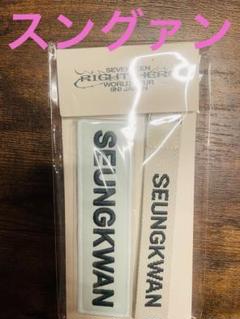 スングァン
SEVENTEEN
RIGHT HERE
WORLD TOUR
IN JAPAN
SEUNGKWAN
SEUNGKWAN